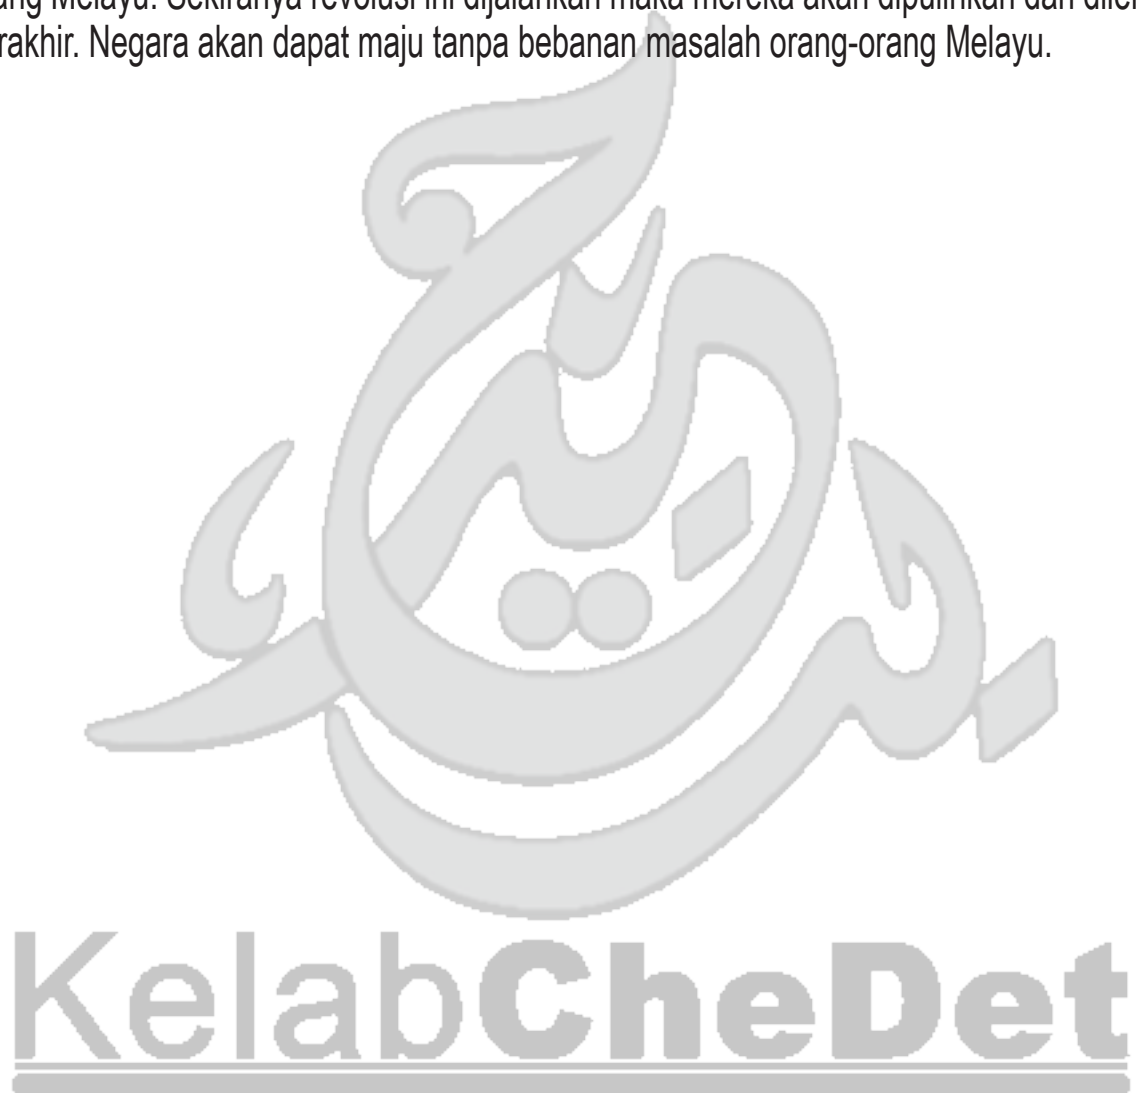 ang Melayu. Sekiranya revolusi ini dijalankan maka mereka akan dipulihkan dan
rakhir. Negara akan dapat maju tanpa bebanan masalah orang-orang Melayu.
KelabCheDet